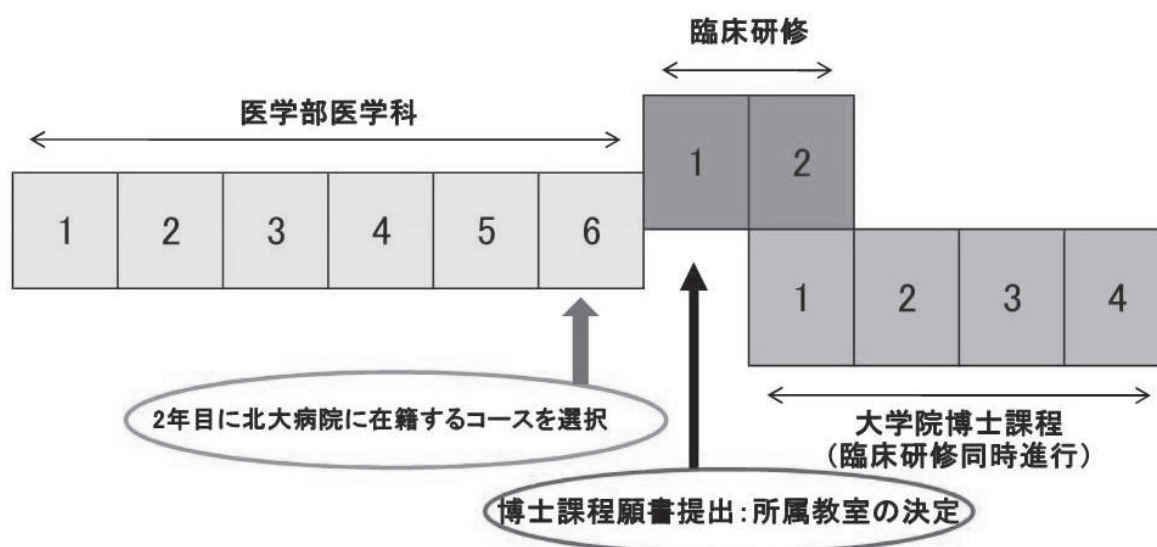 臨床研修
医学部医学科
1 2
1 2 3 4 5 6
1 2 3 4
2年目に北大病院に在籍するコースを選択
大学院博士課程
(臨床研修同時進行)
博士課程願書提出:所属教室の決定